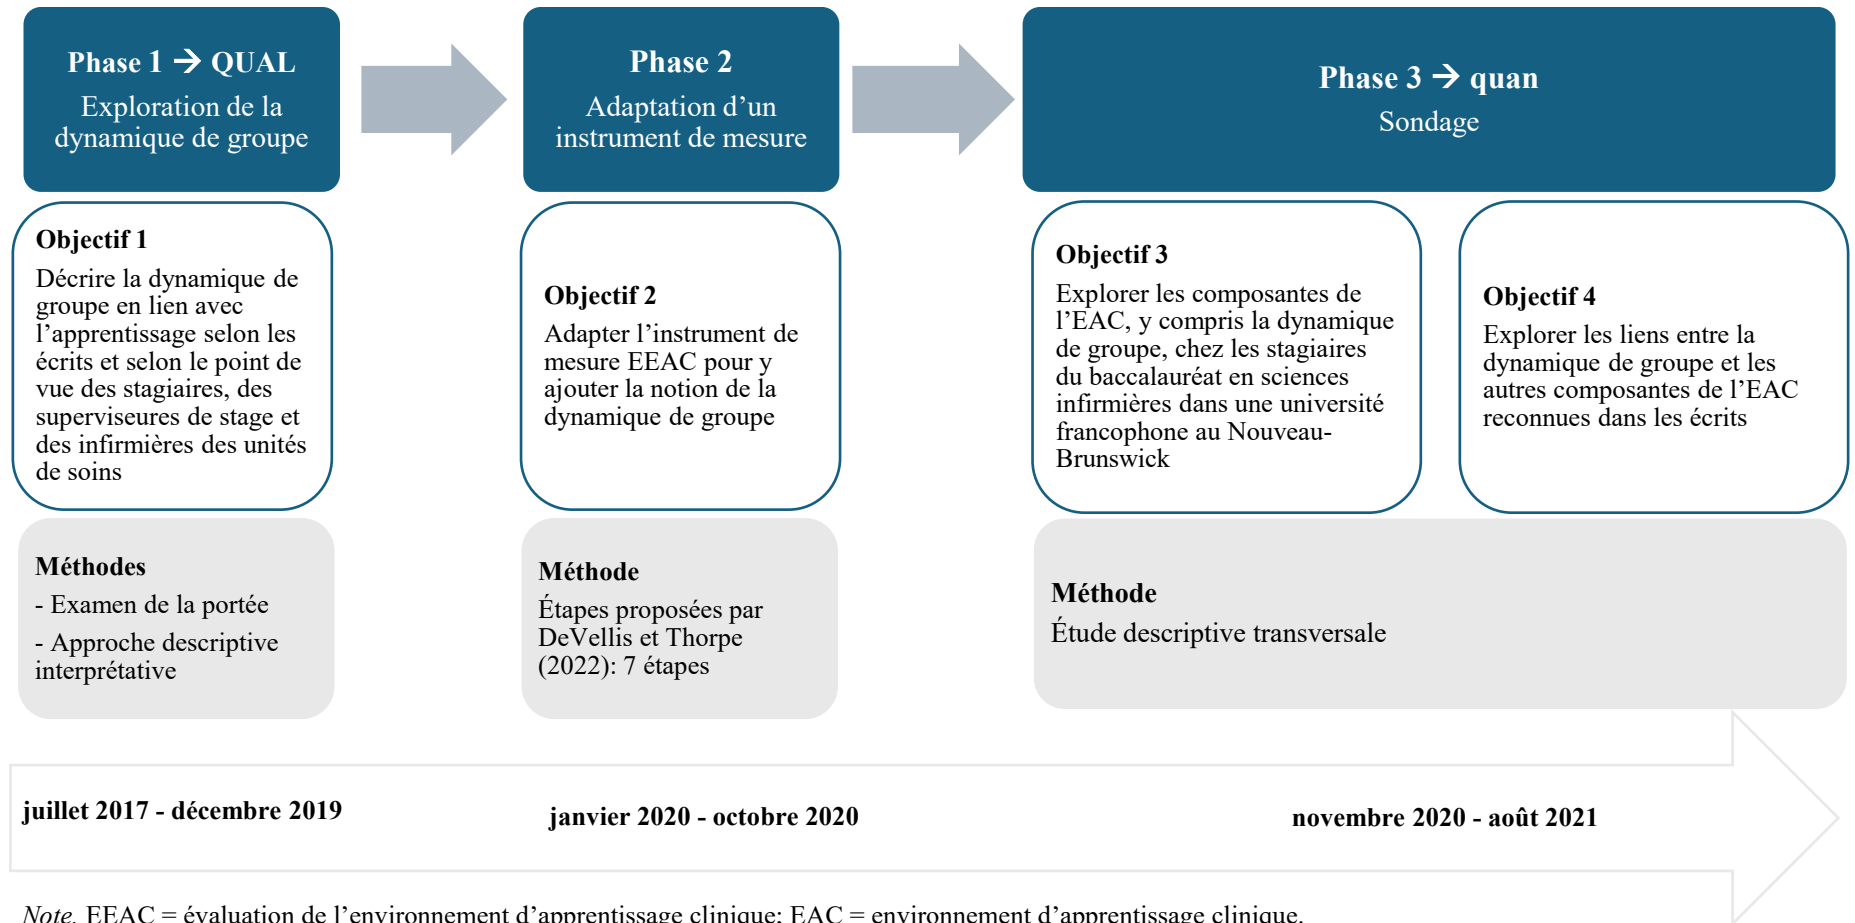 Phase 1 → QUAL
Exploration de la
dynamique de groupe
Phase 2
Adaptation d’un
instrument de mesure
Phase 3 → quan
Sondage
Objectif 1
Décrire la dynamique de
groupe en lien avec
l’apprentissage selon les
écrits et selon le point de
vue des stagiaires, des
superviseures de stage et
des infirmières des unités
de soins
Objectif 2
Adapter l’instrument de
mesure EEAC pour y
ajouter la notion de la
dynamique de groupe
Objectif 3
Explorer les composantes de
l’EAC, y compris la dynamique
de groupe, chez les stagiaires
du baccalauréat en sciences
infirmières dans une université
francophone au Nouveau-
Brunswick
Objectif 4
Explorer les liens entre la
dynamique de groupe et les
autres composantes de l’EAC
reconnues dans les écrits
Méthodes
- Examen de la portée
- Approche descriptive
interprétative
Méthode
Étapes proposées par
DeVellis et Thorpe
(2022): 7 étapes
Méthode
Étude descriptive transversale
juillet 2017 - décembre 2019
janvier 2020 - octobre 2020
novembre 2020 - août 2021
Note. EEAC = évaluation de l’environnement d’apprentissage clinique; EAC = environnement d’apprentissage clinique.